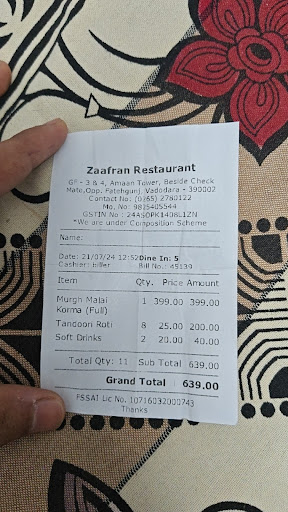 Zaafran Restaurant
GF - 3 & 4, Amaan Tower, Beside Check
Mate,Opp. Fatehgunj, Vadodara - 390002
Contact No: (0265) 2780122
Mo. No: 9825405544
GSTIN No : 24ASOPK1408L1ZN
*We are under Composition Scheme
Name:
Date: 21/07/24 12:52 Dine In: 5
Cashier: biller Bill No.: 45139
Item Qty. Price Amount
Murgh Malai 1 399.00 399.00
Korma (Full)
Tandoori Roti 8 25.00 200.00
Soft Drinks 2 20.00 40.00
Total Qty: 11 Sub Total 639.00
Grand Total 639.00
FSSAI Lic No. 10716032000743
Thanks